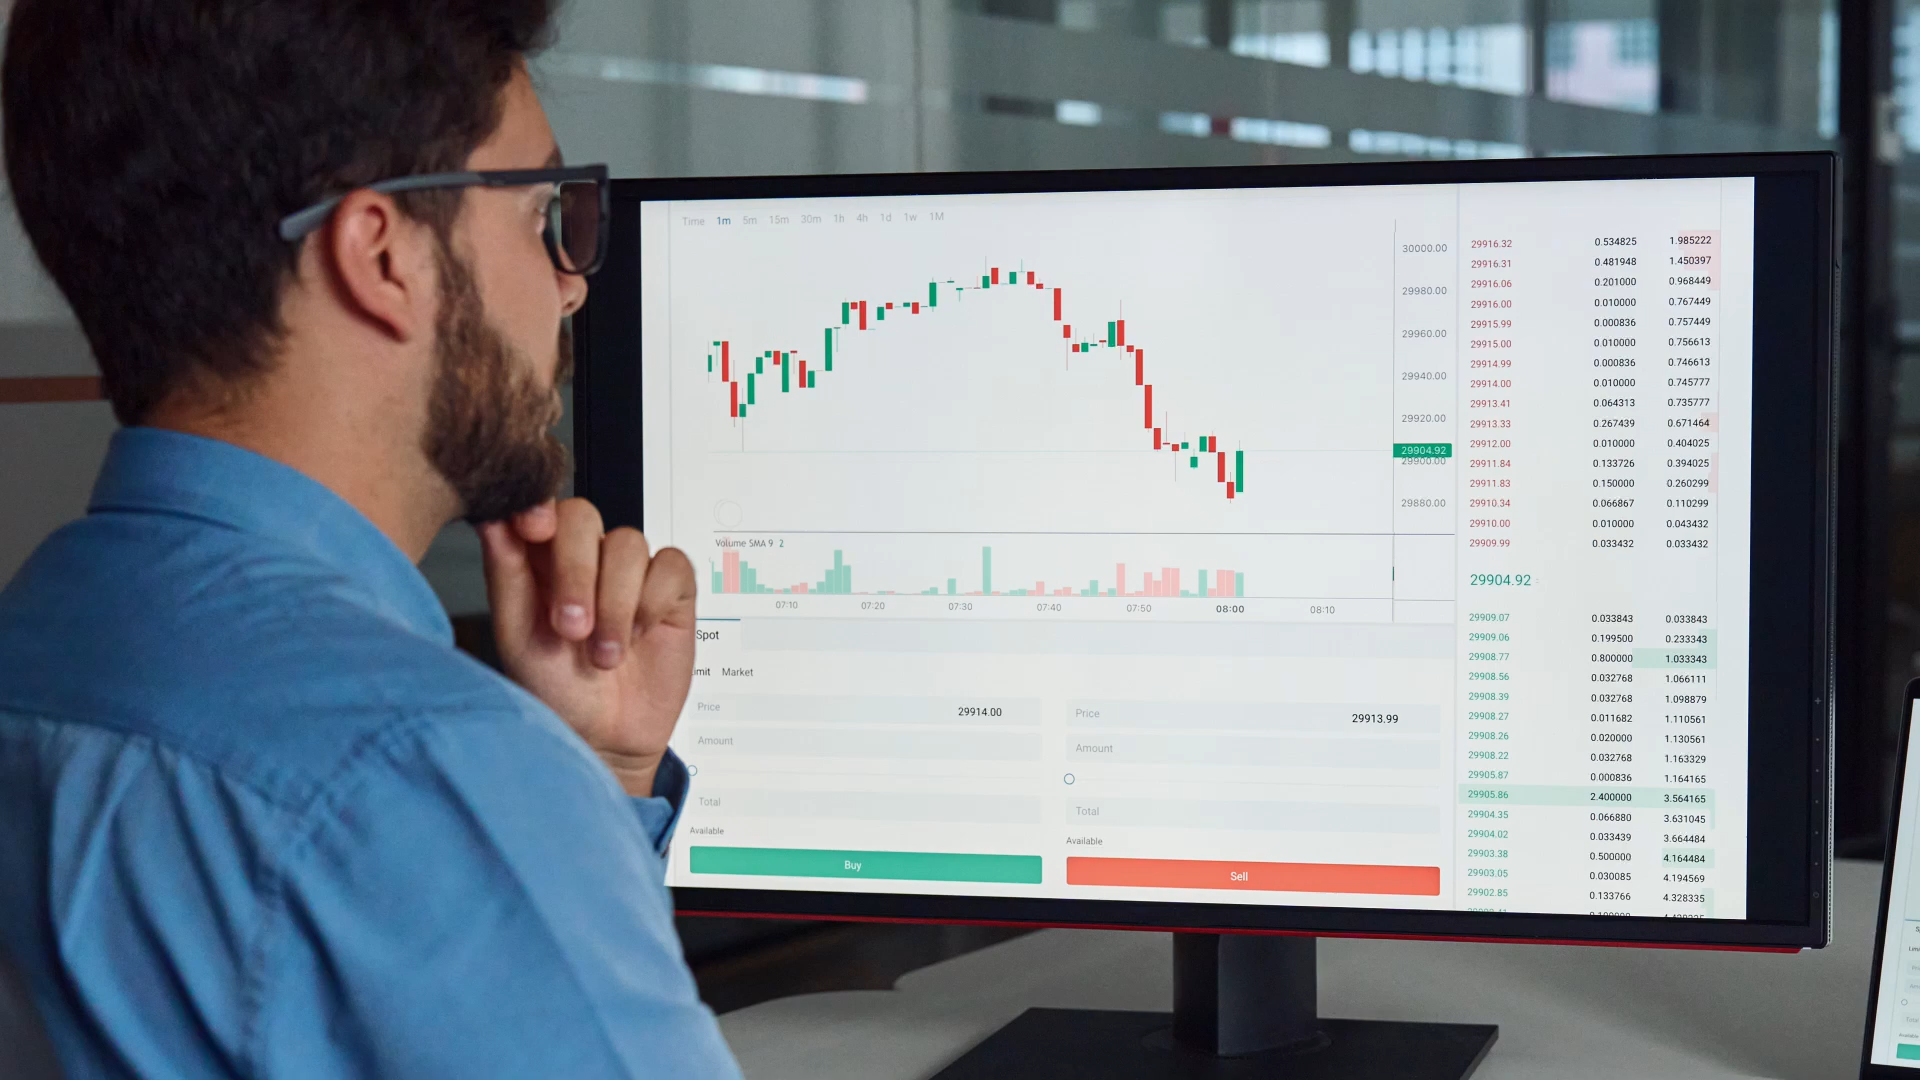 Time 1m 5m 15m 30m 1h 4h 1d 1w 1M
30000.00
29980.00
29960.00
29940.00
29920.00
29904.92
29900.00
29880.00
Volume SMA 9 2
07:10 07:20 07:30 07:40 07:50 08:00 08:10
Spot
Market
Price 29914.00
Amount
Total
Available
Buy
Price 29913.99
Amount
Total
Available
Sell
29916.32 0.534825 1.985222
29916.31 0.481948 1.450397
29916.06 0.201000 0.968449
29916.00 0.010000 0.767449
29915.99 0.000836 0.757449
29915.00 0.010000 0.756613
29914.99 0.000836 0.746613
29914.00 0.010000 0.745777
29913.41 0.064313 0.735777
29913.33 0.267439 0.671464
29912.00 0.010000 0.404025
29911.84 0.133726 0.394025
29911.83 0.150000 0.260299
29910.34 0.066867 0.110299
29910.00 0.010000 0.043432
29909.99 0.033432 0.033432
29904.92
29909.07 0.033843 0.033843
29909.06 0.199500 0.233343
29908.77 0.800000 1.033343
29908.56 0.032768 1.066111
29908.39 0.032768 1.098879
29908.27 0.011682 1.110561
29908.26 0.020000 1.130561
29908.22 0.032768 1.163329
29905.87 0.000836 1.164165
29905.86 2.400000 3.564165
29904.35 0.066880 3.631045
29904.02 0.033439 3.664484
29903.38 0.500000 4.164484
29903.05 0.030085 4.194569
29902.85 0.133766 4.328335